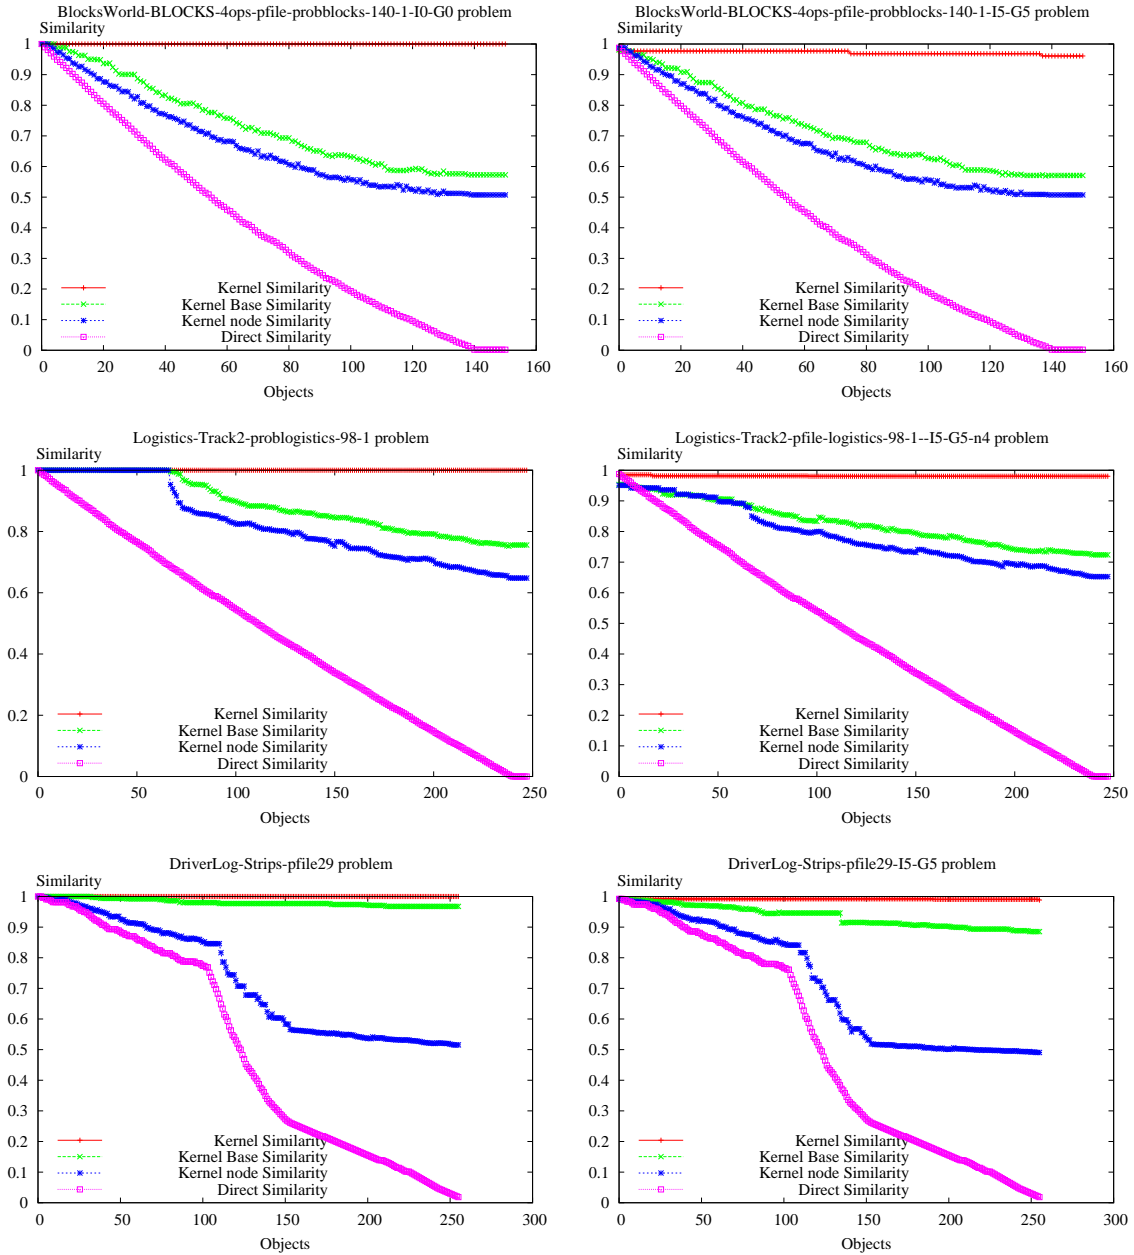 BlocksWorld-BLOCKS-4ops-pfile-probblocks-140-1-I0-G0 problem
Similarity
1
0.9
0.8
0.7
0.6
0.5
0.4
0.3
0.2
0.1
0
Kernel Similarity
Kernel Base Similarity
Kernel node Similarity
Direct Similarity
0 20 40 60 80 100 120 140 160
Objects
BlocksWorld-BLOCKS-4ops-pfile-probblocks-140-1-I5-G5 problem
Similarity
1
0.9
0.8
0.7
0.6
0.5
0.4
0.3
0.2
0.1
0
Kernel Similarity
Kernel Base Similarity
Kernel node Similarity
Direct Similarity
0 20 40 60 80 100 120 140 160
Objects
Logistics-Track2-problogistics-98-1 problem
Similarity
1
0.8
0.6
0.4
0.2
0
Kernel Similarity
Kernel Base Similarity
Kernel node Similarity
Direct Similarity
0 50 100 150 200 250
Objects
Logistics-Track2-pfile-logistics-98-1--I5-G5-n4 problem
Similarity
1
0.9
0.8
0.7
0.6
0.5
0.4
0.3
0.2
0.1
0
Kernel Similarity
Kernel Base Similarity
Kernel node Similarity
Direct Similarity
0 50 100 150 200 250
Objects
DriverLog-Strips-pfile29 problem
Similarity
1
0.9
0.8
0.7
0.6
0.5
0.4
0.3
0.2
0.1
0
Kernel Similarity
Kernel Base Similarity
Kernel node Similarity
Direct Similarity
0 50 100 150 200 250 300
Objects
DriverLog-Strips-pfile29-I5-G5 problem
Similarity
1
0.9
0.8
0.7
0.6
0.5
0.4
0.3
0.2
0.1
0
Kernel Similarity
Kernel Base Similarity
Kernel node Similarity
Direct Similarity
0 50 100 150 200 250 300
Objects